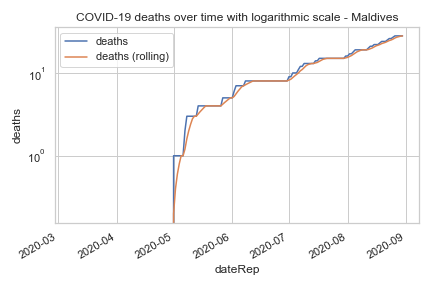 COVID-19 deaths over time with logarithmic scale - Maldives
deaths
deaths (rolling)
10¹
10⁰
deaths
2020-03
2020-04
2020-05
2020-06
2020-07
2020-08
2020-09
dateRep